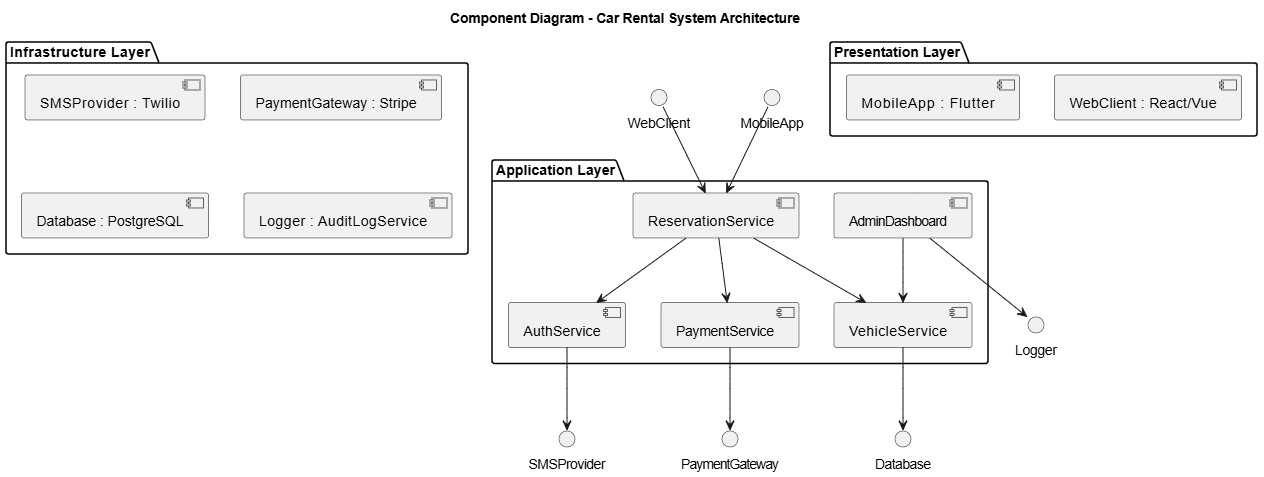 Component Diagram - Car Rental System Architecture
Infrastructure Layer
SMSProvider : Twilio
PaymentGateway : Stripe
Database : PostgreSQL
Logger : AuditLogService
Presentation Layer
MobileApp : Flutter
WebClient : React/Vue
WebClient
MobileApp
Application Layer
ReservationService
AdminDashboard
AuthService
PaymentService
VehicleService
Logger
SMSProvider
PaymentGateway
Database